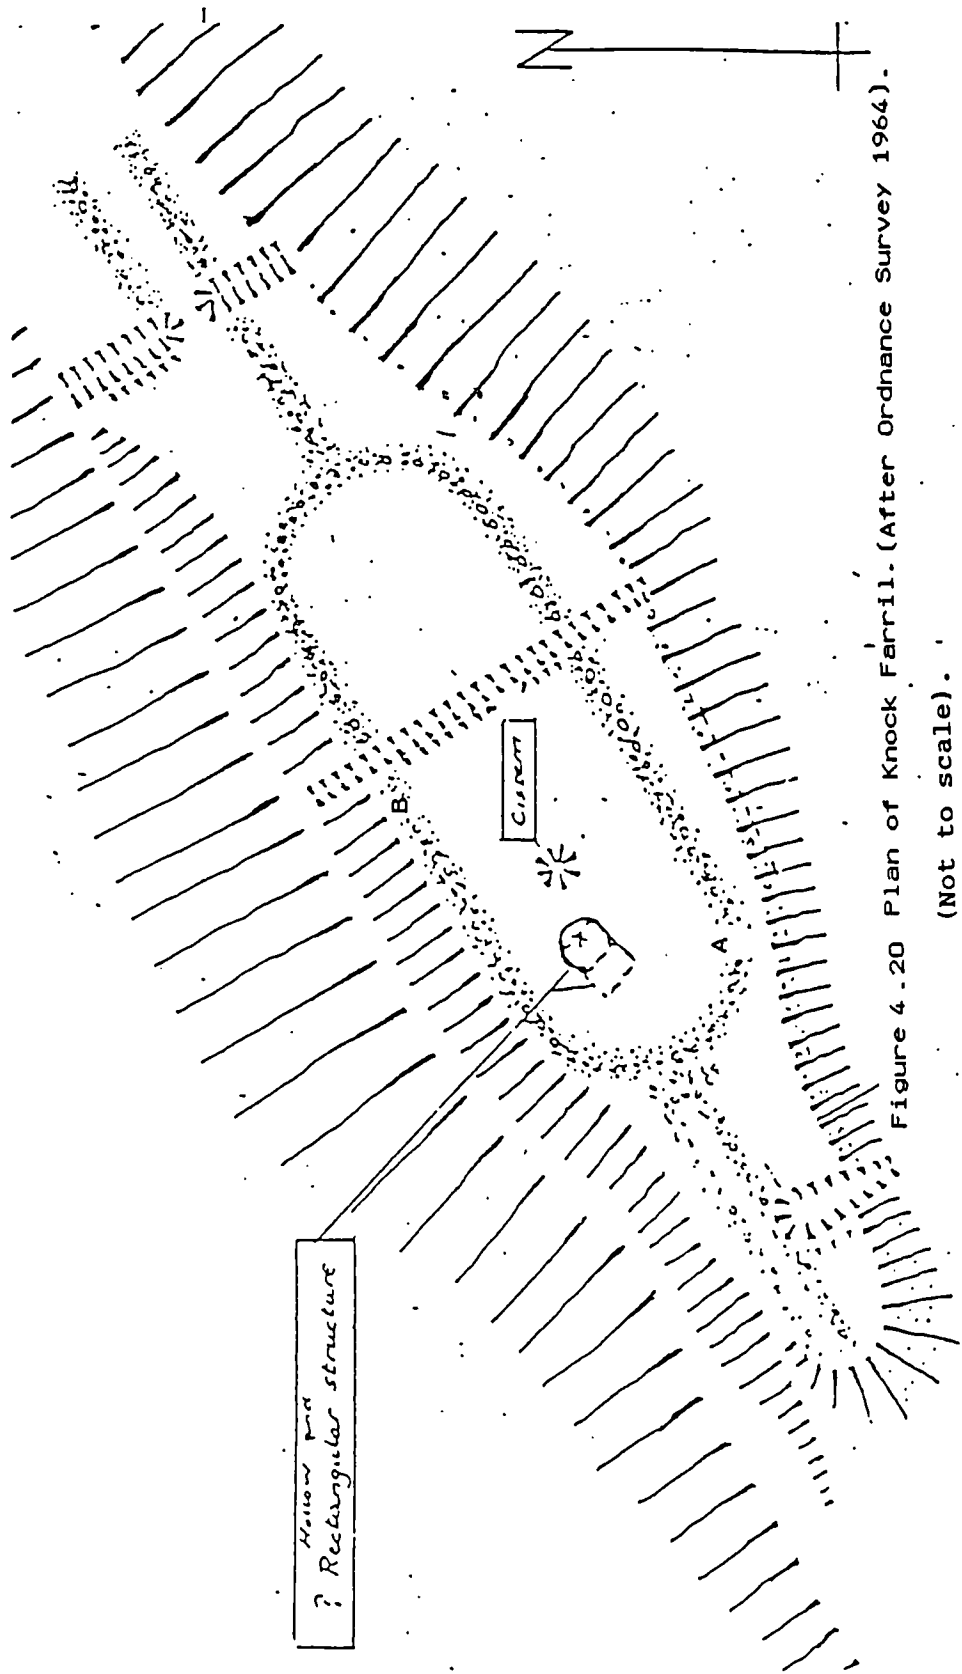 N
Hollow and
? Rectangular structure
Cistern
B
A
Figure 4.20 Plan of Knock Farril. (After Ordnance Survey 1964).
(Not to scale).